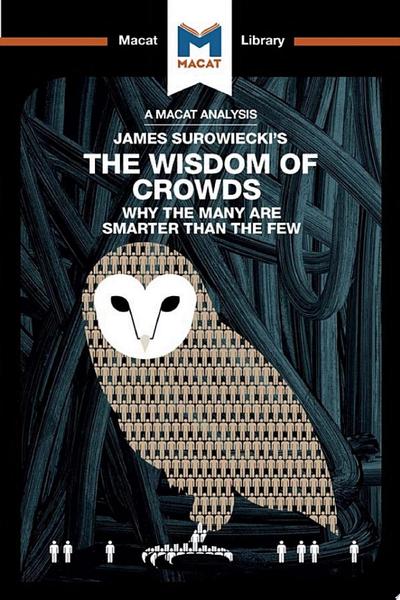 Macat Library
MACAT
A MACAT ANALYSIS
JAMES SUROWIECKI'S
THE WISDOM OF
CROWDS
WHY THE MANY ARE
SMARTER THAN THE FEW